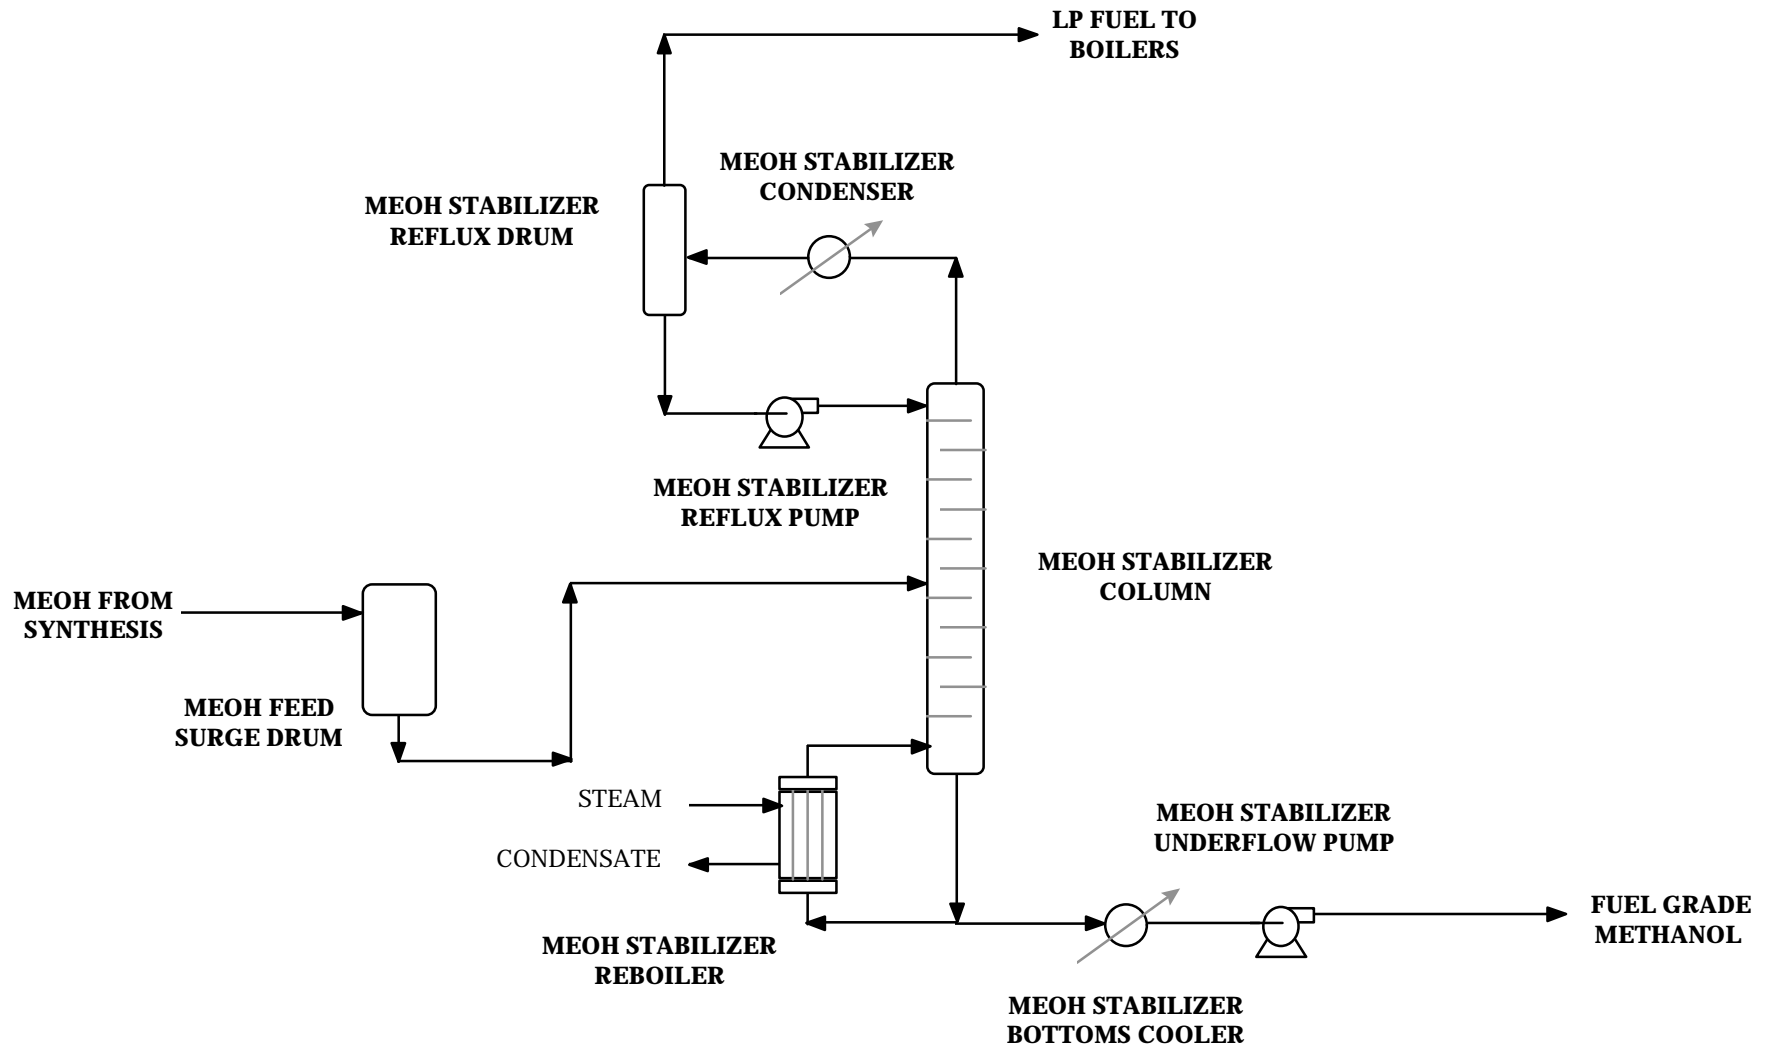 LP FUEL TO
BOILERS
MEOH STABILIZER
CONDENSER
MEOH STABILIZER
REFLUX DRUM
MEOH STABILIZER
REFLUX PUMP
MEOH STABILIZER
COLUMN
MEOH FROM
SYNTHESIS
MEOH FEED
SURGE DRUM
STEAM
CONDENSATE
MEOH STABILIZER
UNDERFLOW PUMP
FUEL GRADE
METHANOL
MEOH STABILIZER
REBOILER
MEOH STABILIZER
BOTTOMS COOLER